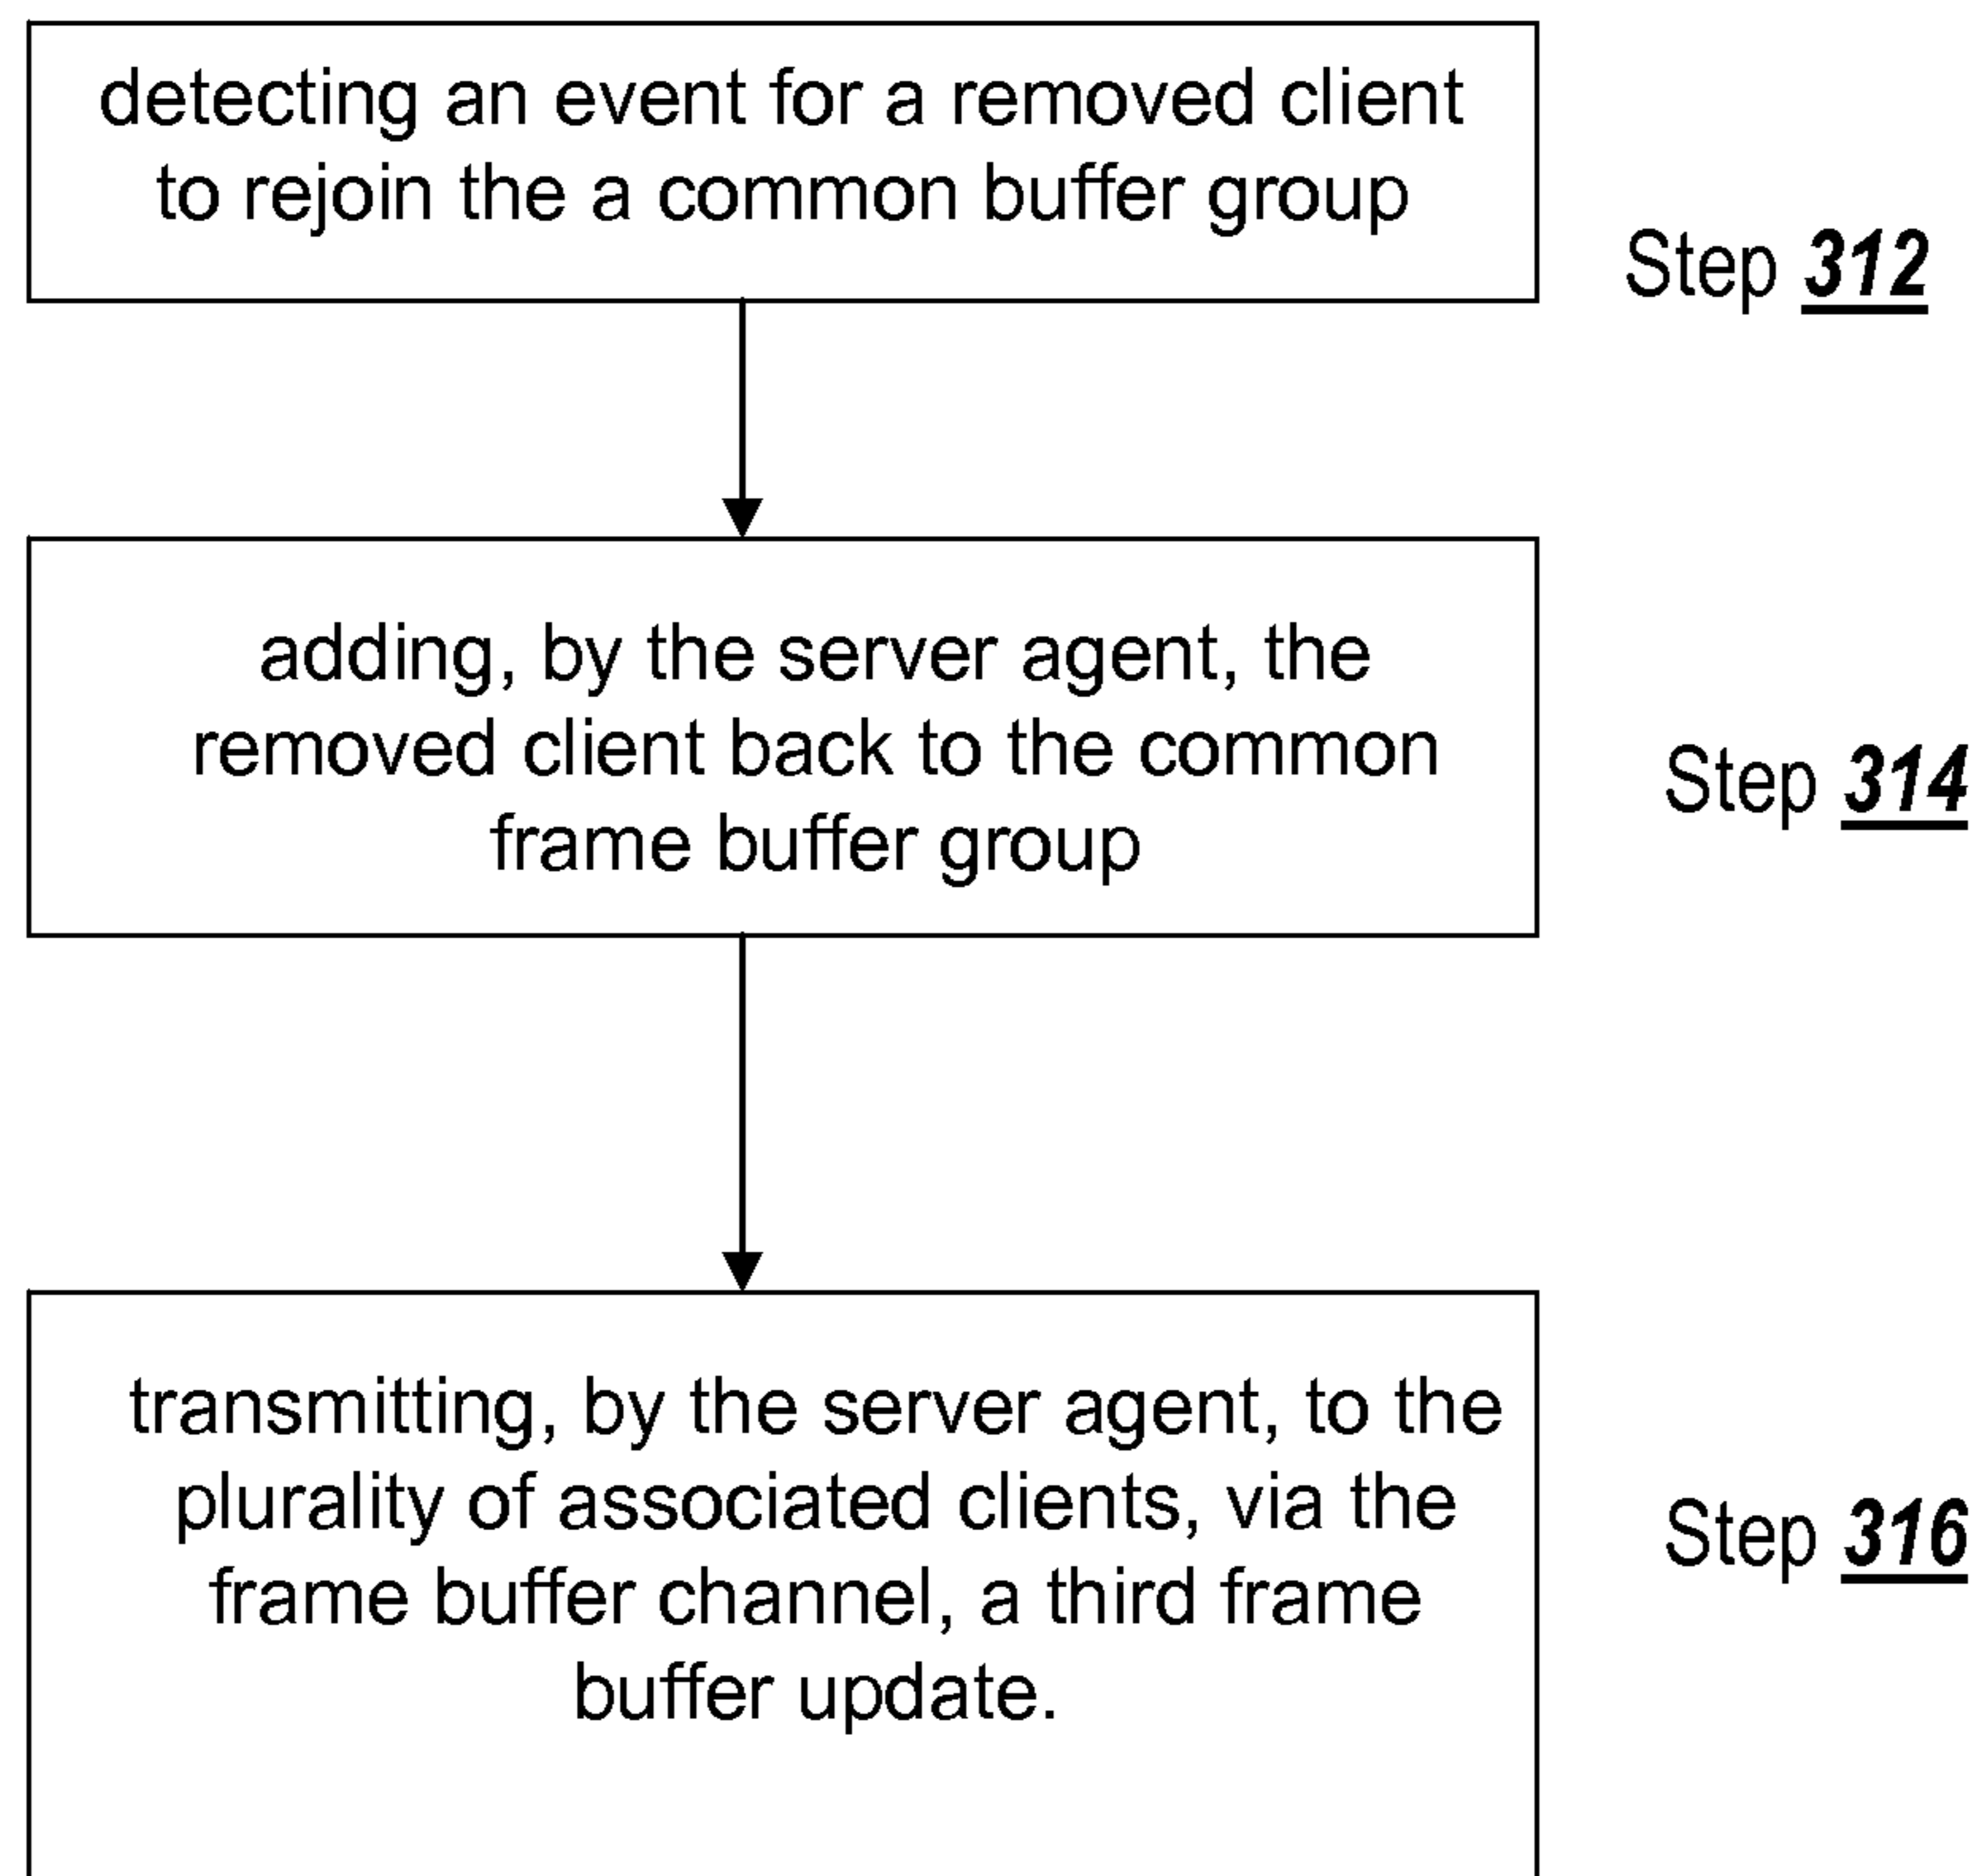 detecting an event for a removed client
to rejoin the a common buffer group
Step 312
adding, by the server agent, the
removed client back to the common
frame buffer group
Step 314
transmitting, by the server agent, to the
plurality of associated clients, via the
frame buffer channel, a third frame
buffer update.
Step 316